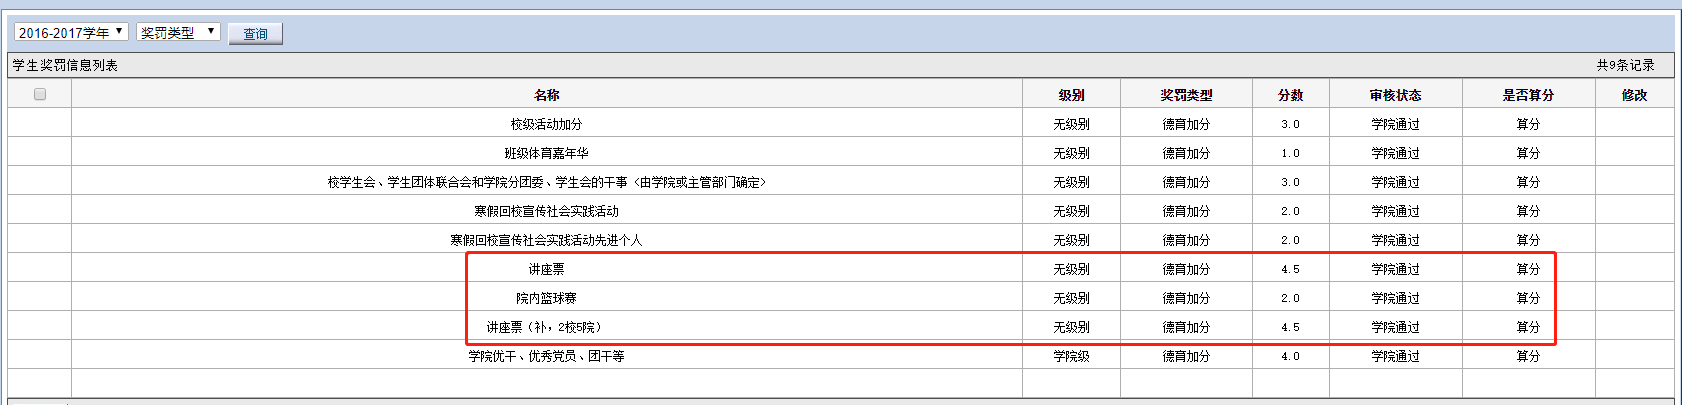 2016-2017学年 奖罚类型 查询
学生奖罚信息列表 共9条记录
名称 级别 奖罚类型 分数 审核状态 是否算分 修改
校级活动加分 无级别 德育加分 3.0 学院通过 算分
班级体育嘉年华 无级别 德育加分 1.0 学院通过 算分
校学生会、学生团体联合会和学院分团委、学生会的干事〈由学院或主管部门确定〉 无级别 德育加分 3.0 学院通过 算分
寒假回校宣传社会实践活动 无级别 德育加分 2.0 学院通过 算分
寒假回校宣传社会实践活动先进个人 无级别 德育加分 2.0 学院通过 算分
讲座票 无级别 德育加分 4.5 学院通过 算分
院内篮球赛 无级别 德育加分 2.0 学院通过 算分
讲座票（补，2校5院） 无级别 德育加分 4.5 学院通过 算分
学院优干、优秀党员、团干等 学院级 德育加分 4.0 学院通过 算分